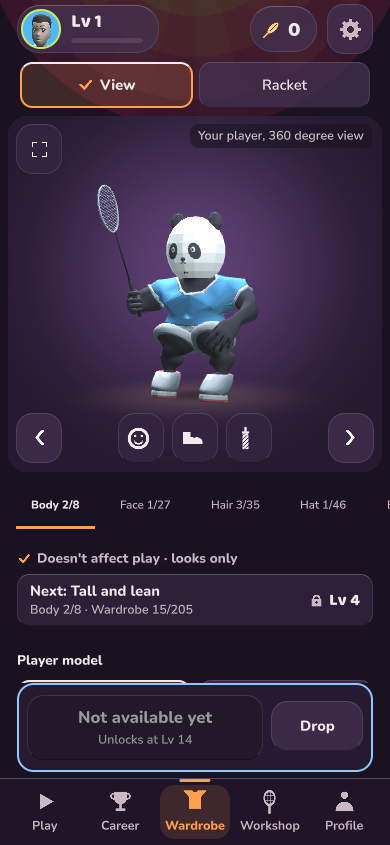 Lv 1
0
View
Racket
Your player, 360 degree view
Body 2/8
Face 1/27
Hair 3/35
Hat 1/46
Doesn't affect play · looks only
Next: Tall and lean
Body 2/8 · Wardrobe 15/205
Lv 4
Player model
Not available yet
Unlocks at Lv 14
Drop
Play
Career
Wardrobe
Workshop
Profile